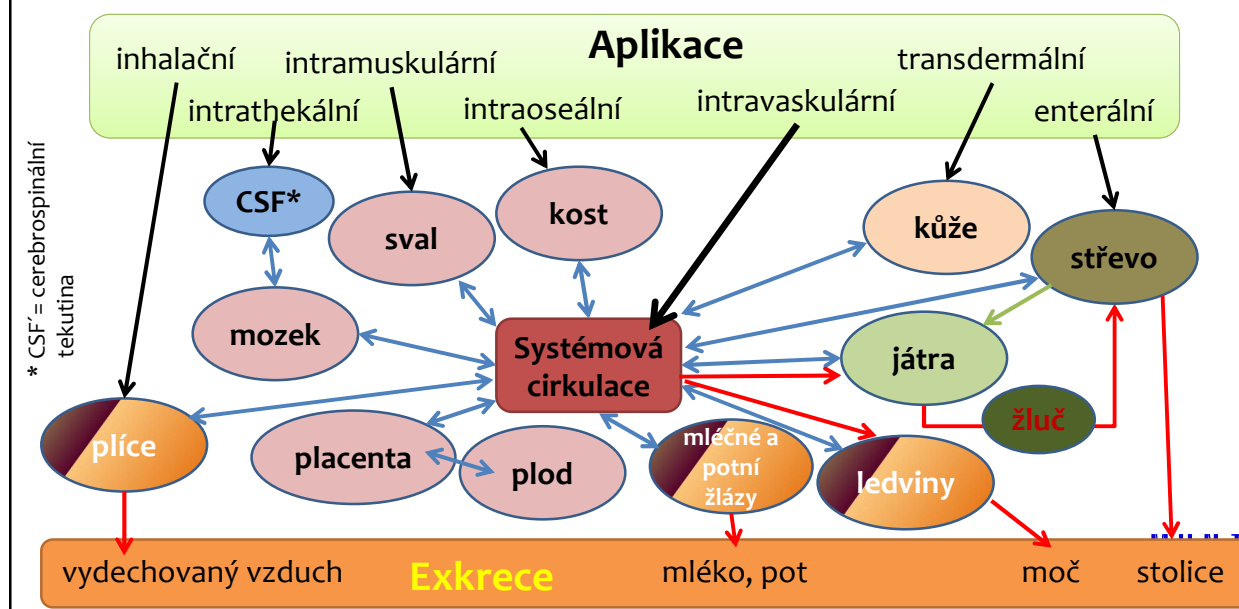 Aplikace
inhalační
intramuskulární
transdermální
intrathekální
intraoseální
intravaskulární
enterální
* CSF´= cerebrospinální
tekutina
CSF*
sval
kost
kůže
střevo
mozek
Systémová
cirkulace
játra
žluč
plíce
placenta
plod
mléčné a
potní
žlázy
ledviny
vydechovaný vzduch
Exkrece
mléko, pot
moč
stolice